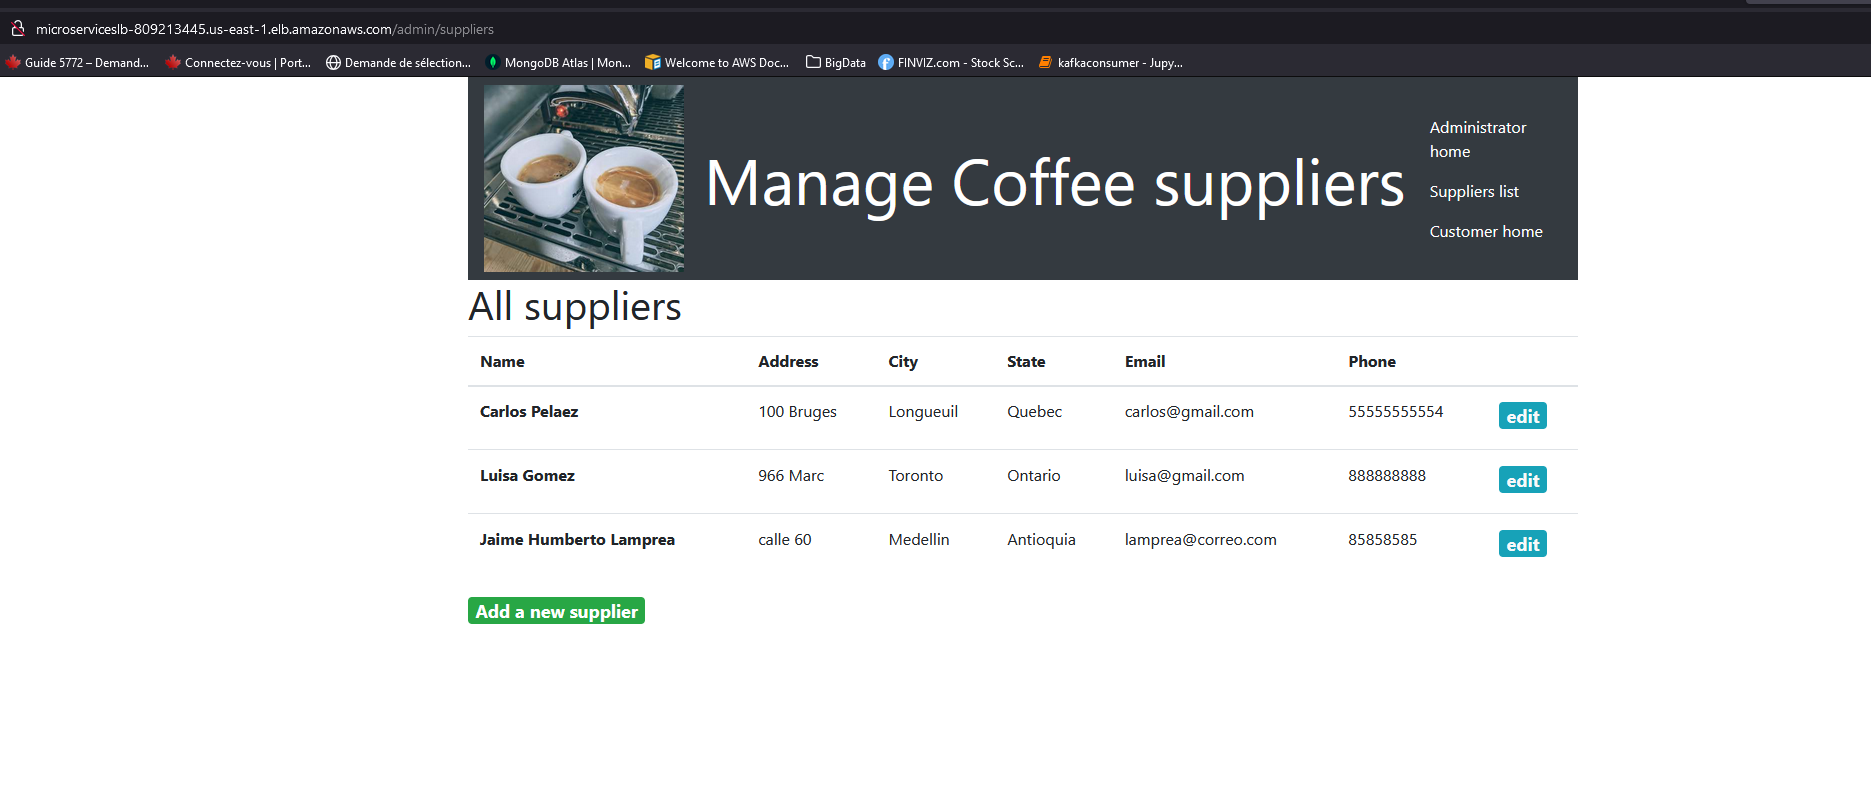 microserviceslb-809213445.us-east-1.elb.amazonaws.com/admin/suppliers
Guide 5772 – Demand... Connectez-vous | Port... Demande de sélection... MongoDB Atlas | Mon... Welcome to AWS Doc... BigData FINVIZ.com - Stock Sc... kafkaconsumer - Jupy...
Manage Coffee suppliers
Administrator
home
Suppliers list
Customer home
All suppliers
Name Address City State Email Phone
Carlos Pelaez 100 Bruges Longueuil Quebec carlos@gmail.com 55555555554 edit
Luisa Gomez 966 Marc Toronto Ontario luisa@gmail.com 888888888 edit
Jaime Humberto Lamprea calle 60 Medellin Antioquia lamprea@correo.com 85858585 edit
Add a new supplier